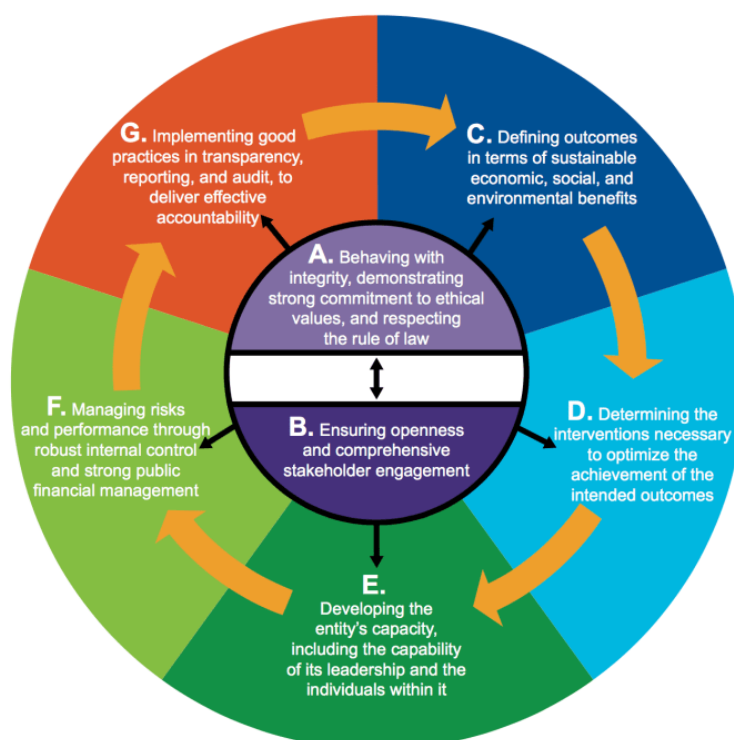 A. Behaving with
integrity, demonstrating
strong commitment to ethical
values, and respecting
the rule of law
B. Ensuring openness
and comprehensive
stakeholder engagement
C. Defining outcomes
in terms of sustainable
economic, social, and
environmental benefits
D. Determining the
interventions necessary
to optimize the
achievement of the
intended outcomes
E.
Developing the
entity's capacity,
including the capability
of its leadership and the
individuals within it
F. Managing risks
and performance through
robust internal control
and strong public
financial management
G. Implementing good
practices in transparency,
reporting, and audit, to
deliver effective
accountability